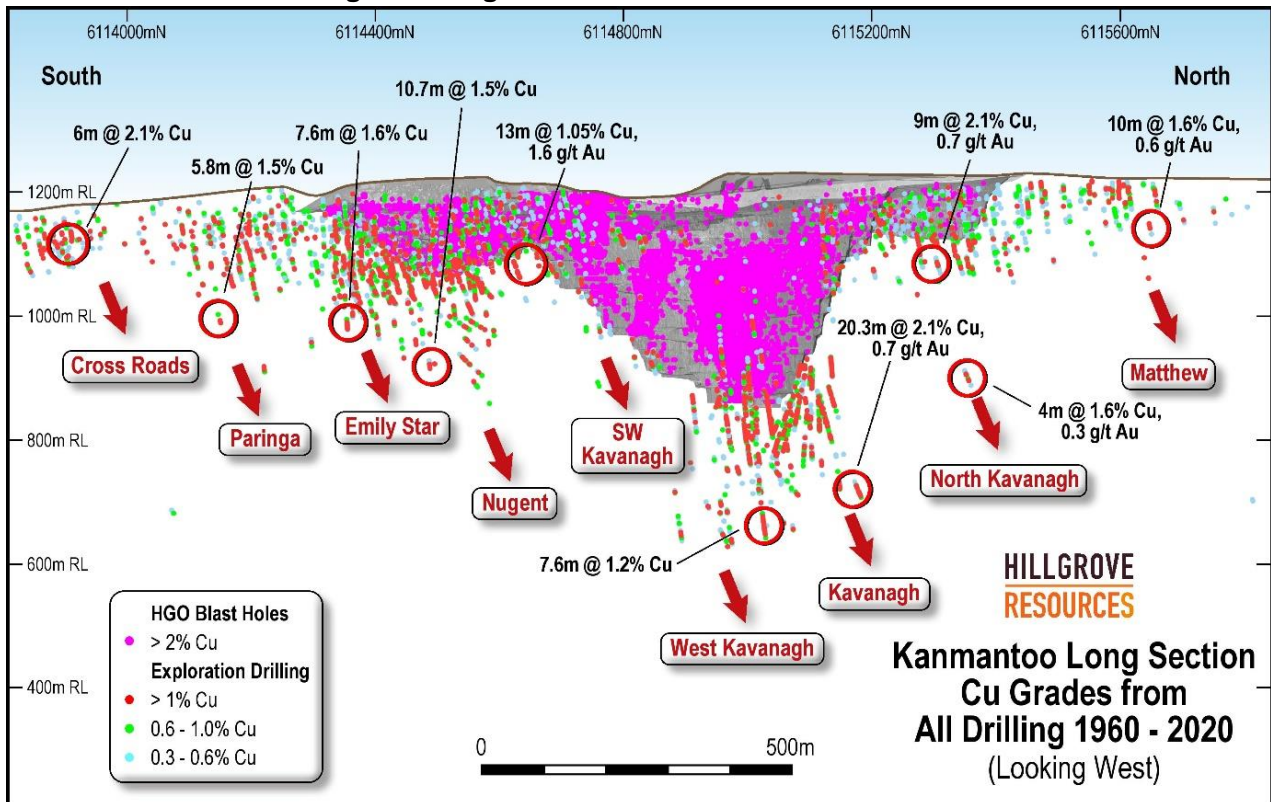 6114000mN
6114400mN
6114800mN
6115200mN
6115600mN
South
North
10.7m @ 1.5% Cu
6m @ 2.1% Cu
7.6m @ 1.6% Cu
13m @ 1.05% Cu,
1.6 g/t Au
9m @ 2.1% Cu,
0.7 g/t Au
10m @ 1.6% Cu,
0.6 g/t Au
5.8m @ 1.5% Cu
1200m RL
1000m RL
800m RL
600m RL
400m RL
20.3m @ 2.1% Cu,
0.7 g/t Au
Cross Roads
Paringa
Emily Star
Nugent
SW
Kavanagh
Matthew
4m @ 1.6% Cu,
0.3 g/t Au
North Kavanagh
7.6m @ 1.2% Cu
Kavanagh
West Kavanagh
HGO Blast Holes
> 2% Cu
Exploration Drilling
> 1% Cu
0.6 - 1.0% Cu
0.3 - 0.6% Cu
0
500m
HILLGROVE
RESOURCES
Kanmantoo Long Section
Cu Grades from
All Drilling 1960 - 2020
(Looking West)